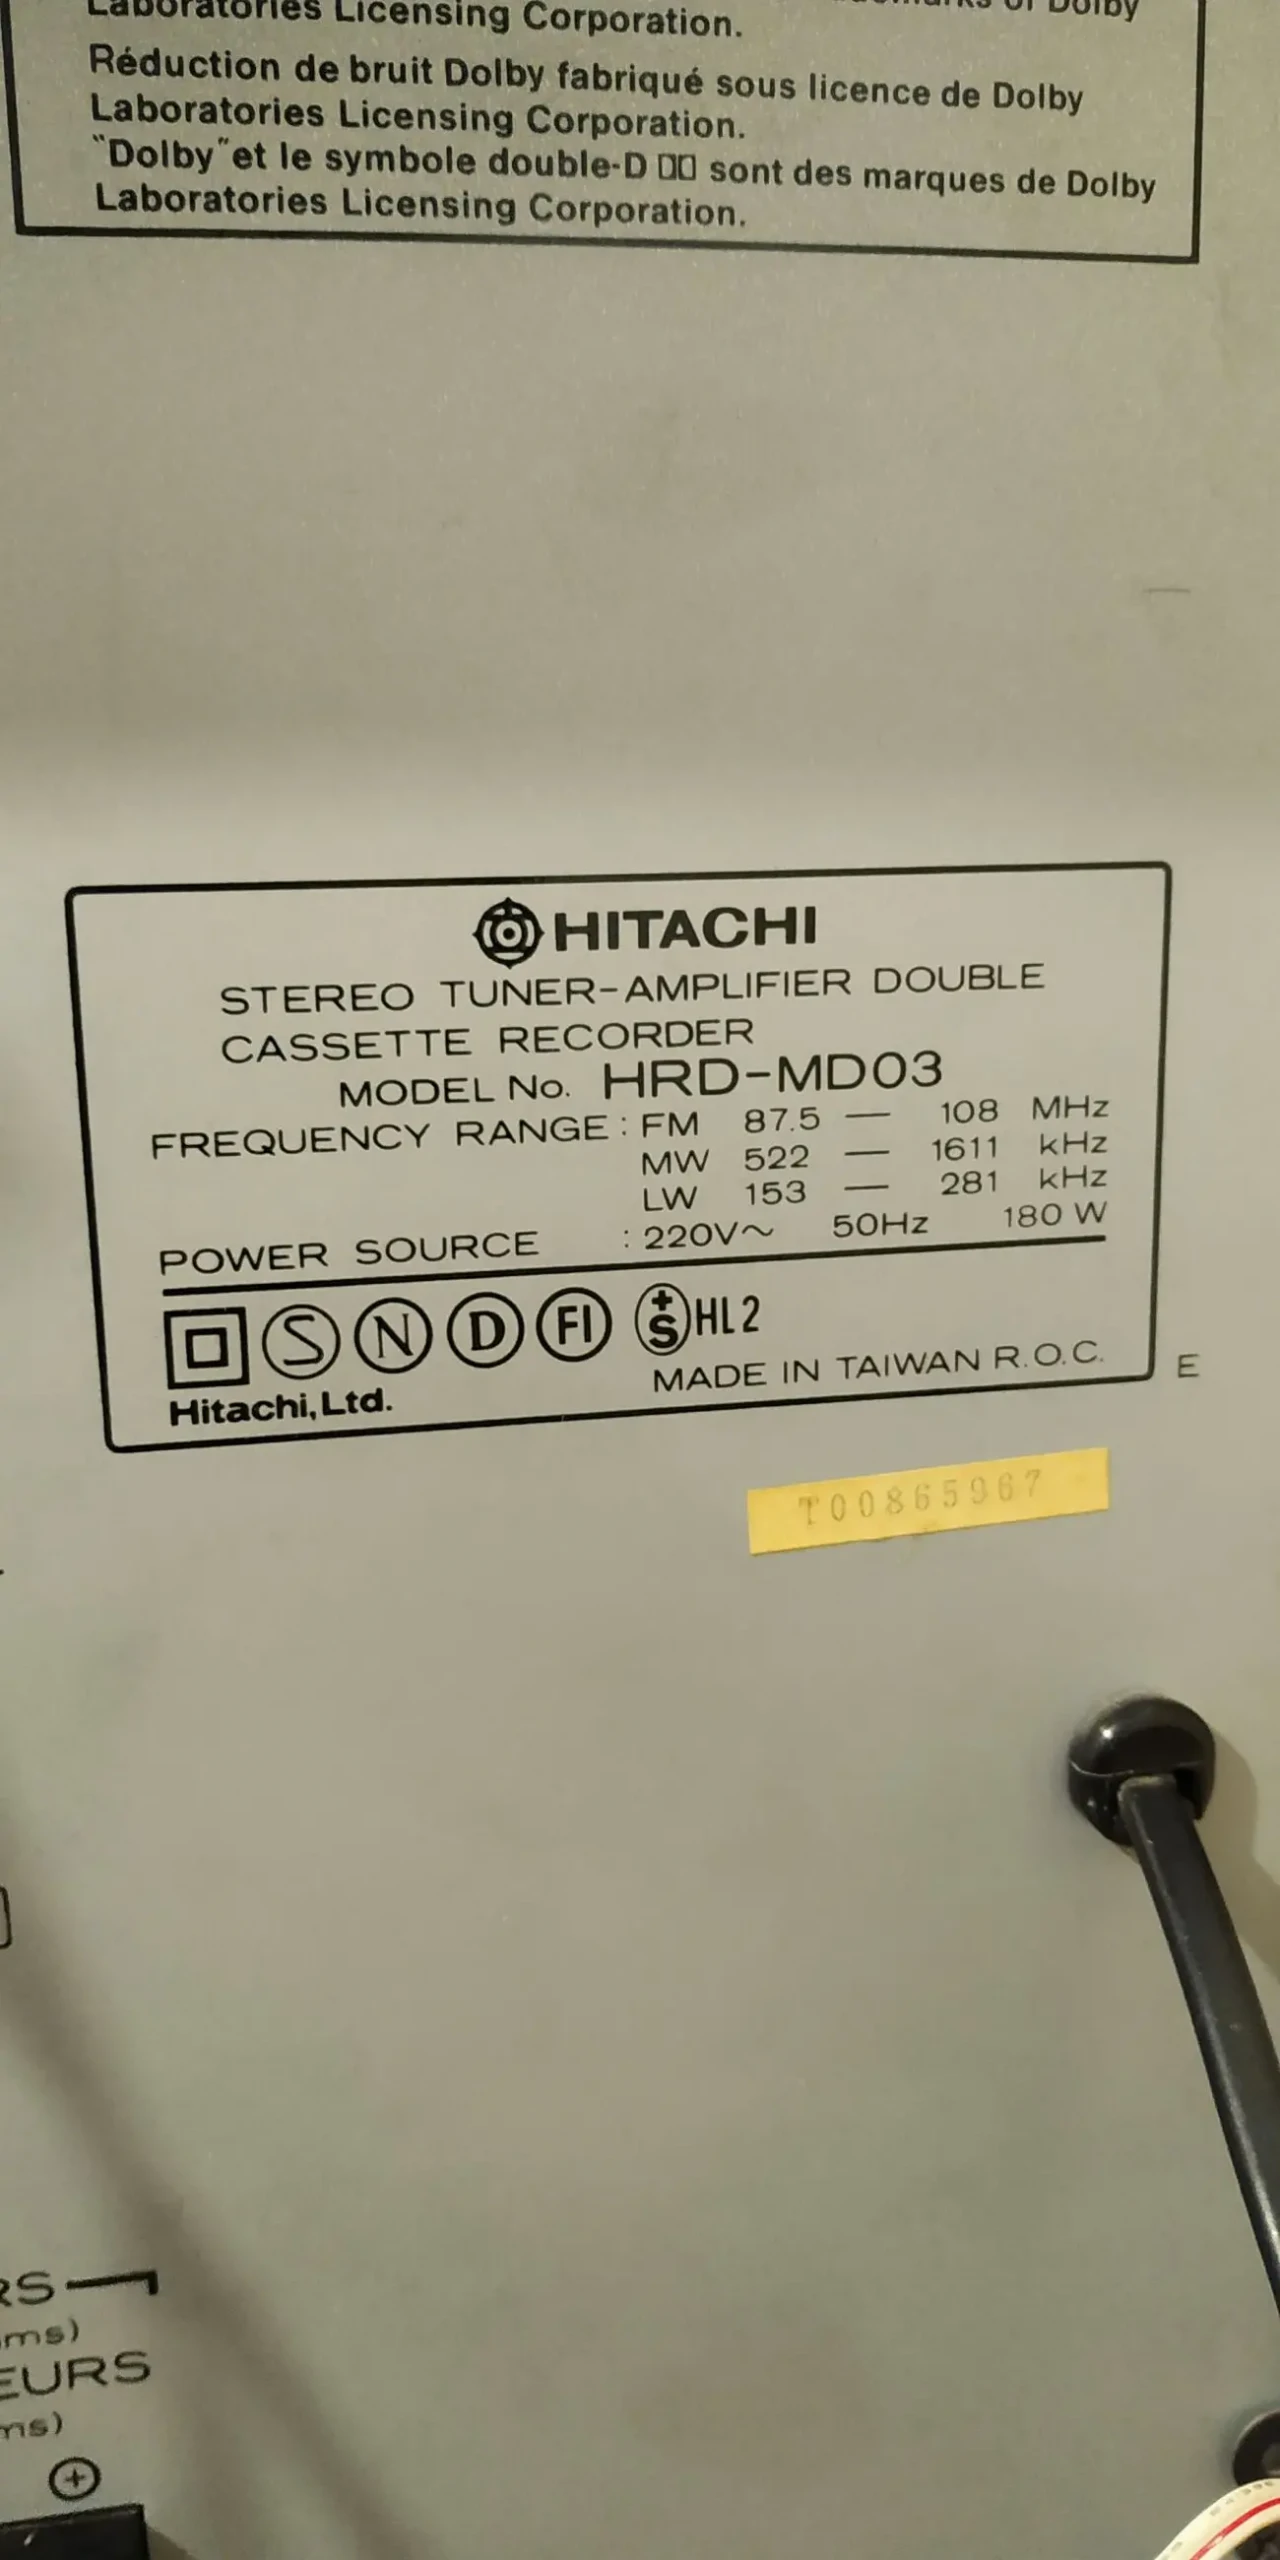 Laboratories Licensing Corporation.
Réduction de bruit Dolby fabriqué sous licence de Dolby
Laboratories Licensing Corporation.
"Dolby" et le symbole double-D sont des marques de Dolby
Laboratories Licensing Corporation.
HITACHI
STEREO TUNER-AMPLIFIER DOUBLE
CASSETTE RECORDER
MODEL No. HRD-MD03
FREQUENCY RANGE : FM 87.5 — 108 MHz
MW 522 — 1611 kHz
LW 153 — 281 kHz
POWER SOURCE : 220V~ 50Hz 180 W
S N D FI +S HL2
Hitachi, Ltd. MADE IN TAIWAN R.O.C. E
T00865967